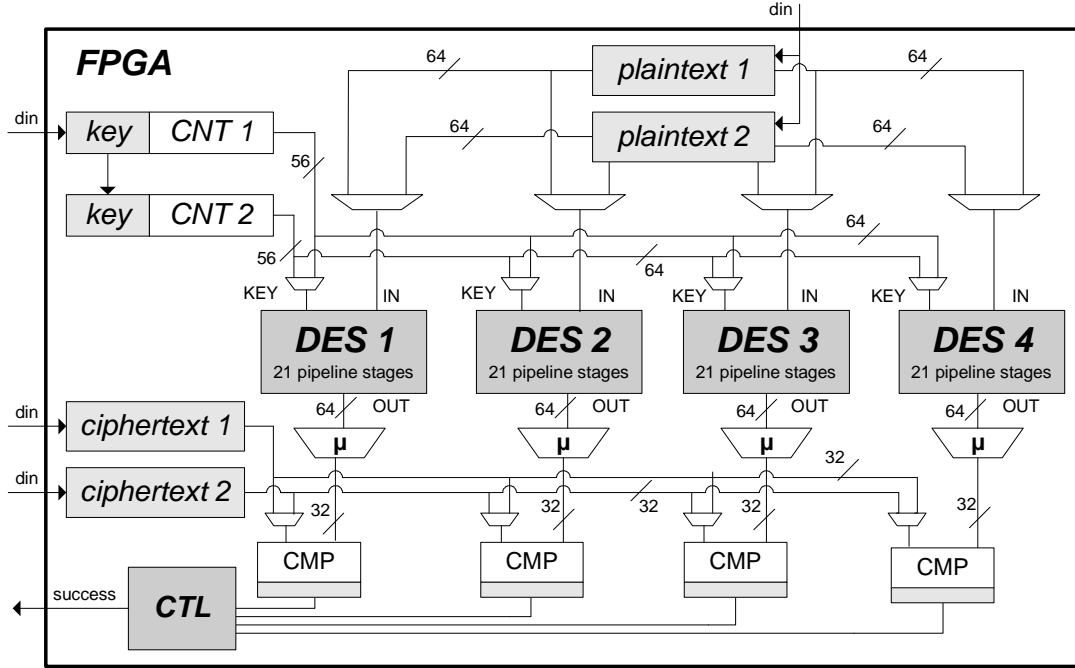 din
FPGA
64
plaintext 1
64
din
key
CNT 1
64
plaintext 2
64
56
key
CNT 2
64
56
64
KEY
IN
KEY
IN
KEY
IN
KEY
IN
DES 1
DES 2
DES 3
DES 4
21 pipeline stages
21 pipeline stages
21 pipeline stages
21 pipeline stages
64
OUT
64
OUT
64
OUT
64
OUT
din
ciphertext 1
µ
µ
µ
µ
32
din
ciphertext 2
32
32
32
32
32
CMP
CMP
CMP
CMP
success
CTL